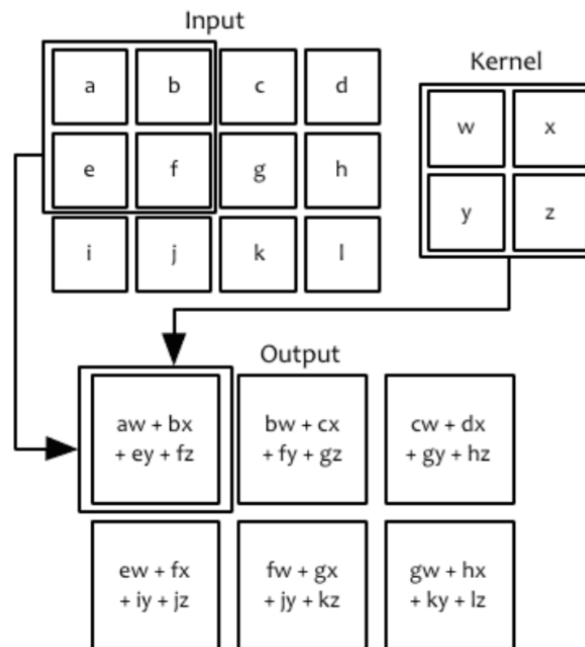 Input
Kernel
a b c d
w x
e f g h
y z
i j k l
Output
aw + bx
+ ey + fz
bw + cx
+ fy + gz
cw + dx
+ gy + hz
ew + fx
+ iy + jz
fw + gx
+ jy + kz
gw + hx
+ ky + lz